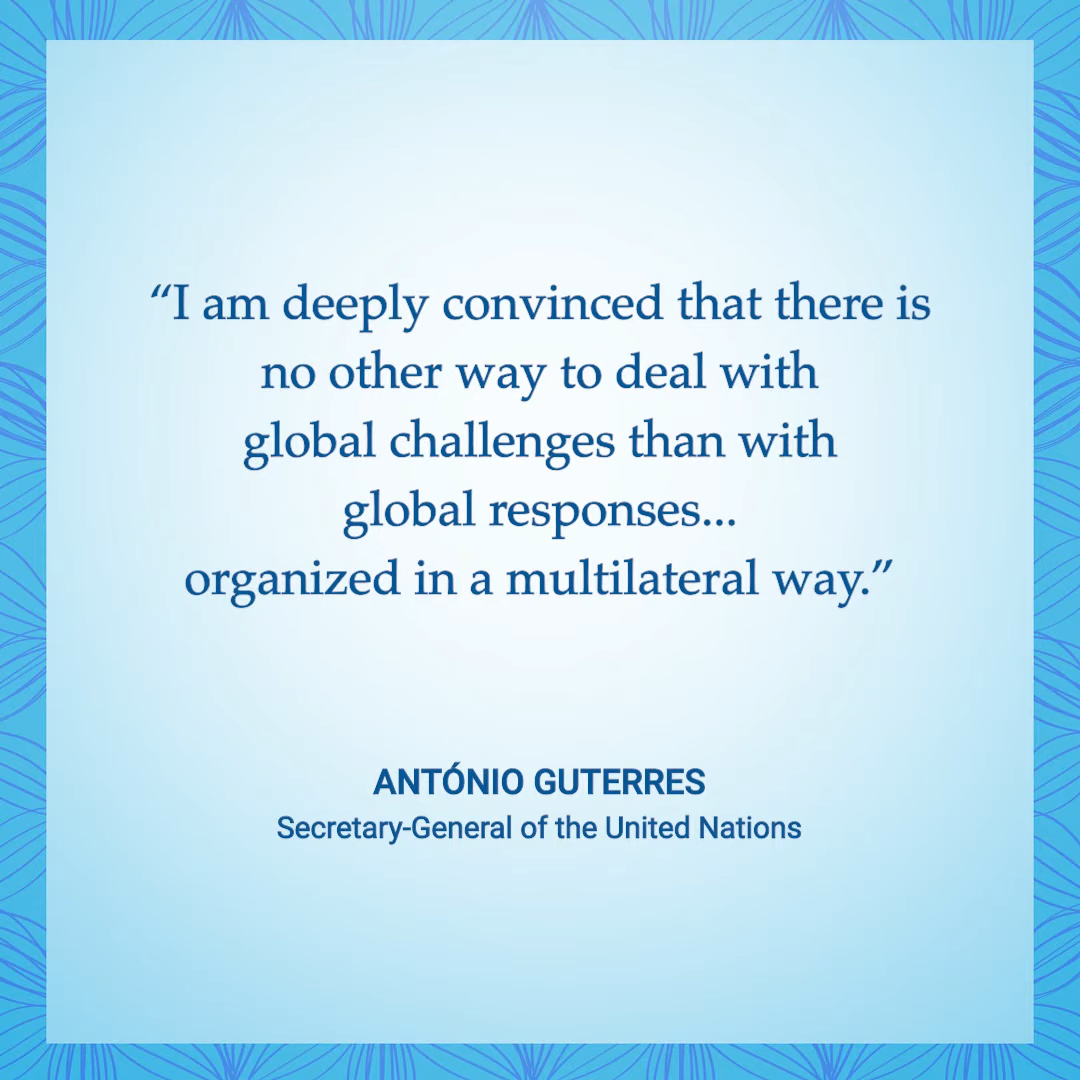 “I am deeply convinced that there is
no other way to deal with
global challenges than with
global responses...
organized in a multilateral way.”
ANTÓNIO GUTERRES
Secretary-General of the United Nations